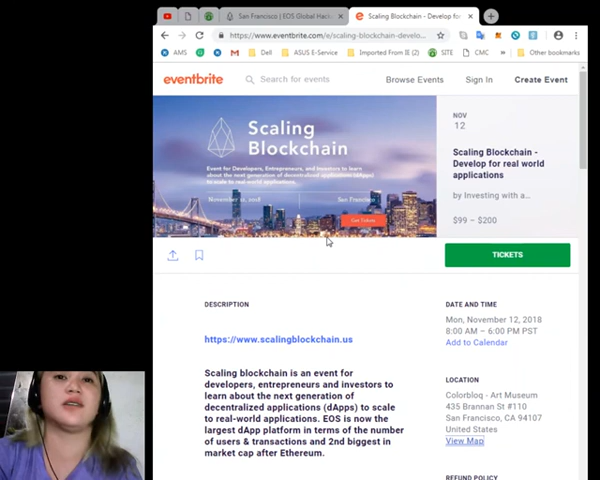 San Francisco | EOS Global Hac
Scaling Blockchain - Develop for
https://www.eventbrite.com/e/scaling-blockchain-develo...
AMS
Dell
ASUS E-Service
Imported From IE (2)
SITE
CMC
Other bookmarks
eventbrite
Search for events
Browse Events
Sign In
Create Event
Scaling
Blockchain
Event for Developers, Entrepreneurs, and Investors to learn
about the next generation of decentralized applications (dApps)
to scale to real-world applications.
November 12, 2018
San Francisco
Get Tickets
NOV
12
Scaling Blockchain -
Develop for real world
applications
by Investing with a...
$99 – $200
TICKETS
DESCRIPTION
https://www.scalingblockchain.us
Scaling blockchain is an event for
developers, entrepreneurs and investors to
learn about the next generation of
decentralized applications (dApps) to scale
to real-world applications. EOS is now the
largest dApp platform in terms of the number
of users & transactions and 2nd biggest in
market cap after Ethereum.
DATE AND TIME
Mon, November 12, 2018
8:00 AM – 6:00 PM PST
Add to Calendar
LOCATION
Colorbloq - Art Museum
435 Brannan St #110
San Francisco, CA 94107
United States
View Map
REFUND POLICY